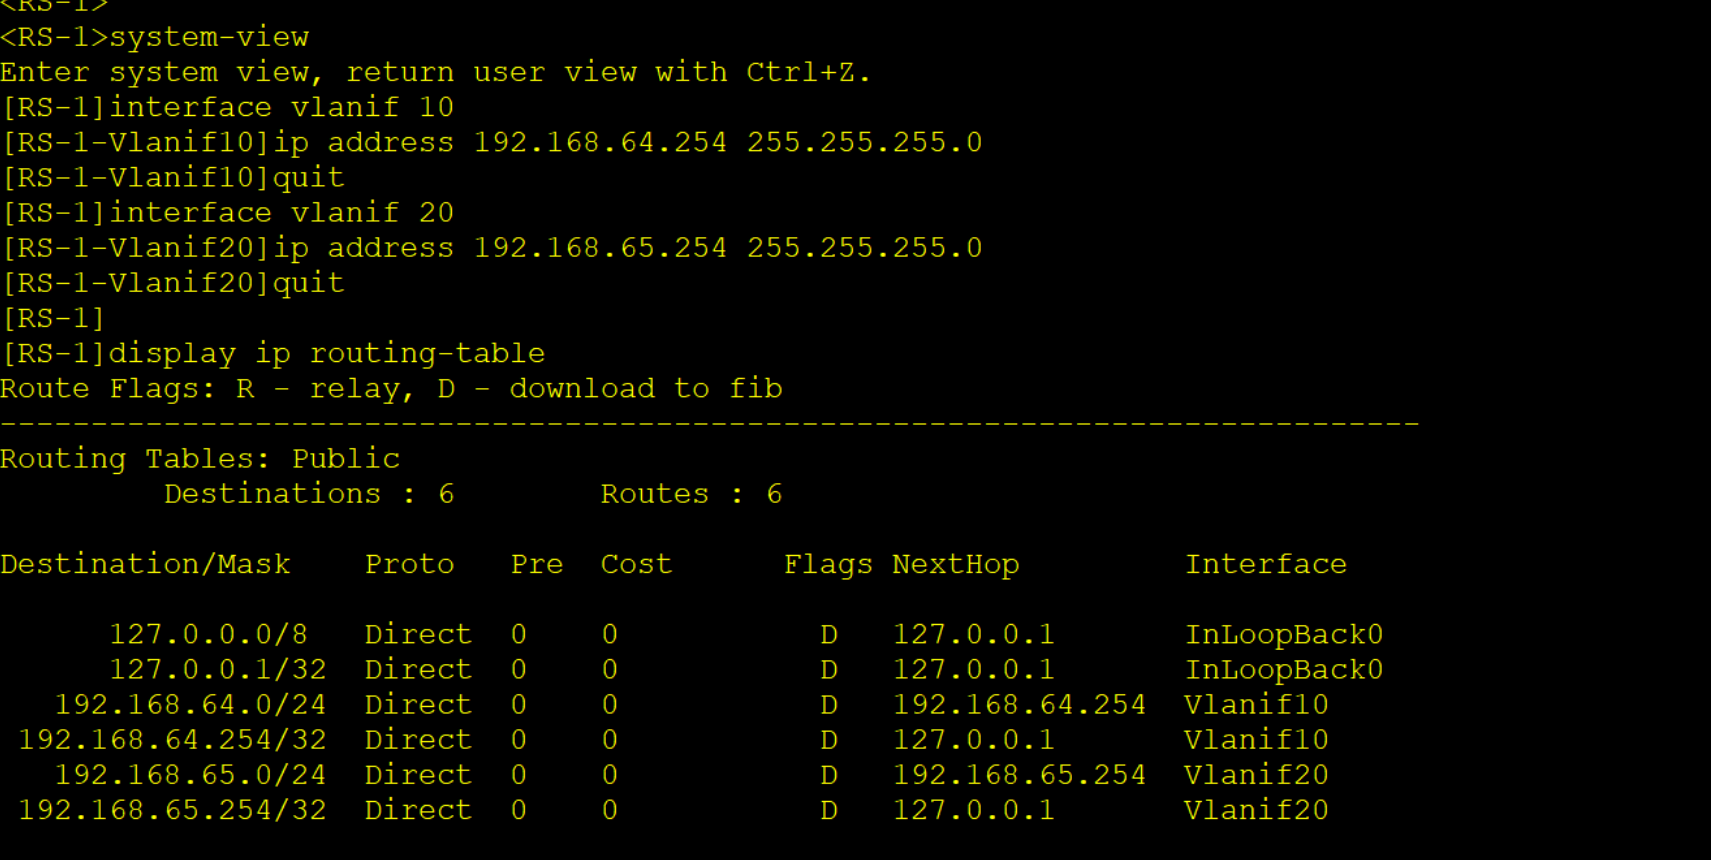 <RS-1>
<RS-1>system-view
Enter system view, return user view with Ctrl+Z.
[RS-1]interface vlanif 10
[RS-1-Vlanif10]ip address 192.168.64.254 255.255.255.0
[RS-1-Vlanif10]quit
[RS-1]interface vlanif 20
[RS-1-Vlanif20]ip address 192.168.65.254 255.255.255.0
[RS-1-Vlanif20]quit
[RS-1]
[RS-1]display ip routing-table
Route Flags: R - relay, D - download to fib
------------------------------------------------------------------------------
Routing Tables: Public
         Destinations : 6        Routes : 6

Destination/Mask    Proto   Pre  Cost      Flags NextHop         Interface

      127.0.0.0/8   Direct  0    0           D   127.0.0.1       InLoopBack0
      127.0.0.1/32  Direct  0    0           D   127.0.0.1       InLoopBack0
   192.168.64.0/24  Direct  0    0           D   192.168.64.254  Vlanif10
 192.168.64.254/32  Direct  0    0           D   127.0.0.1       Vlanif10
   192.168.65.0/24  Direct  0    0           D   192.168.65.254  Vlanif20
 192.168.65.254/32  Direct  0    0           D   127.0.0.1       Vlanif20